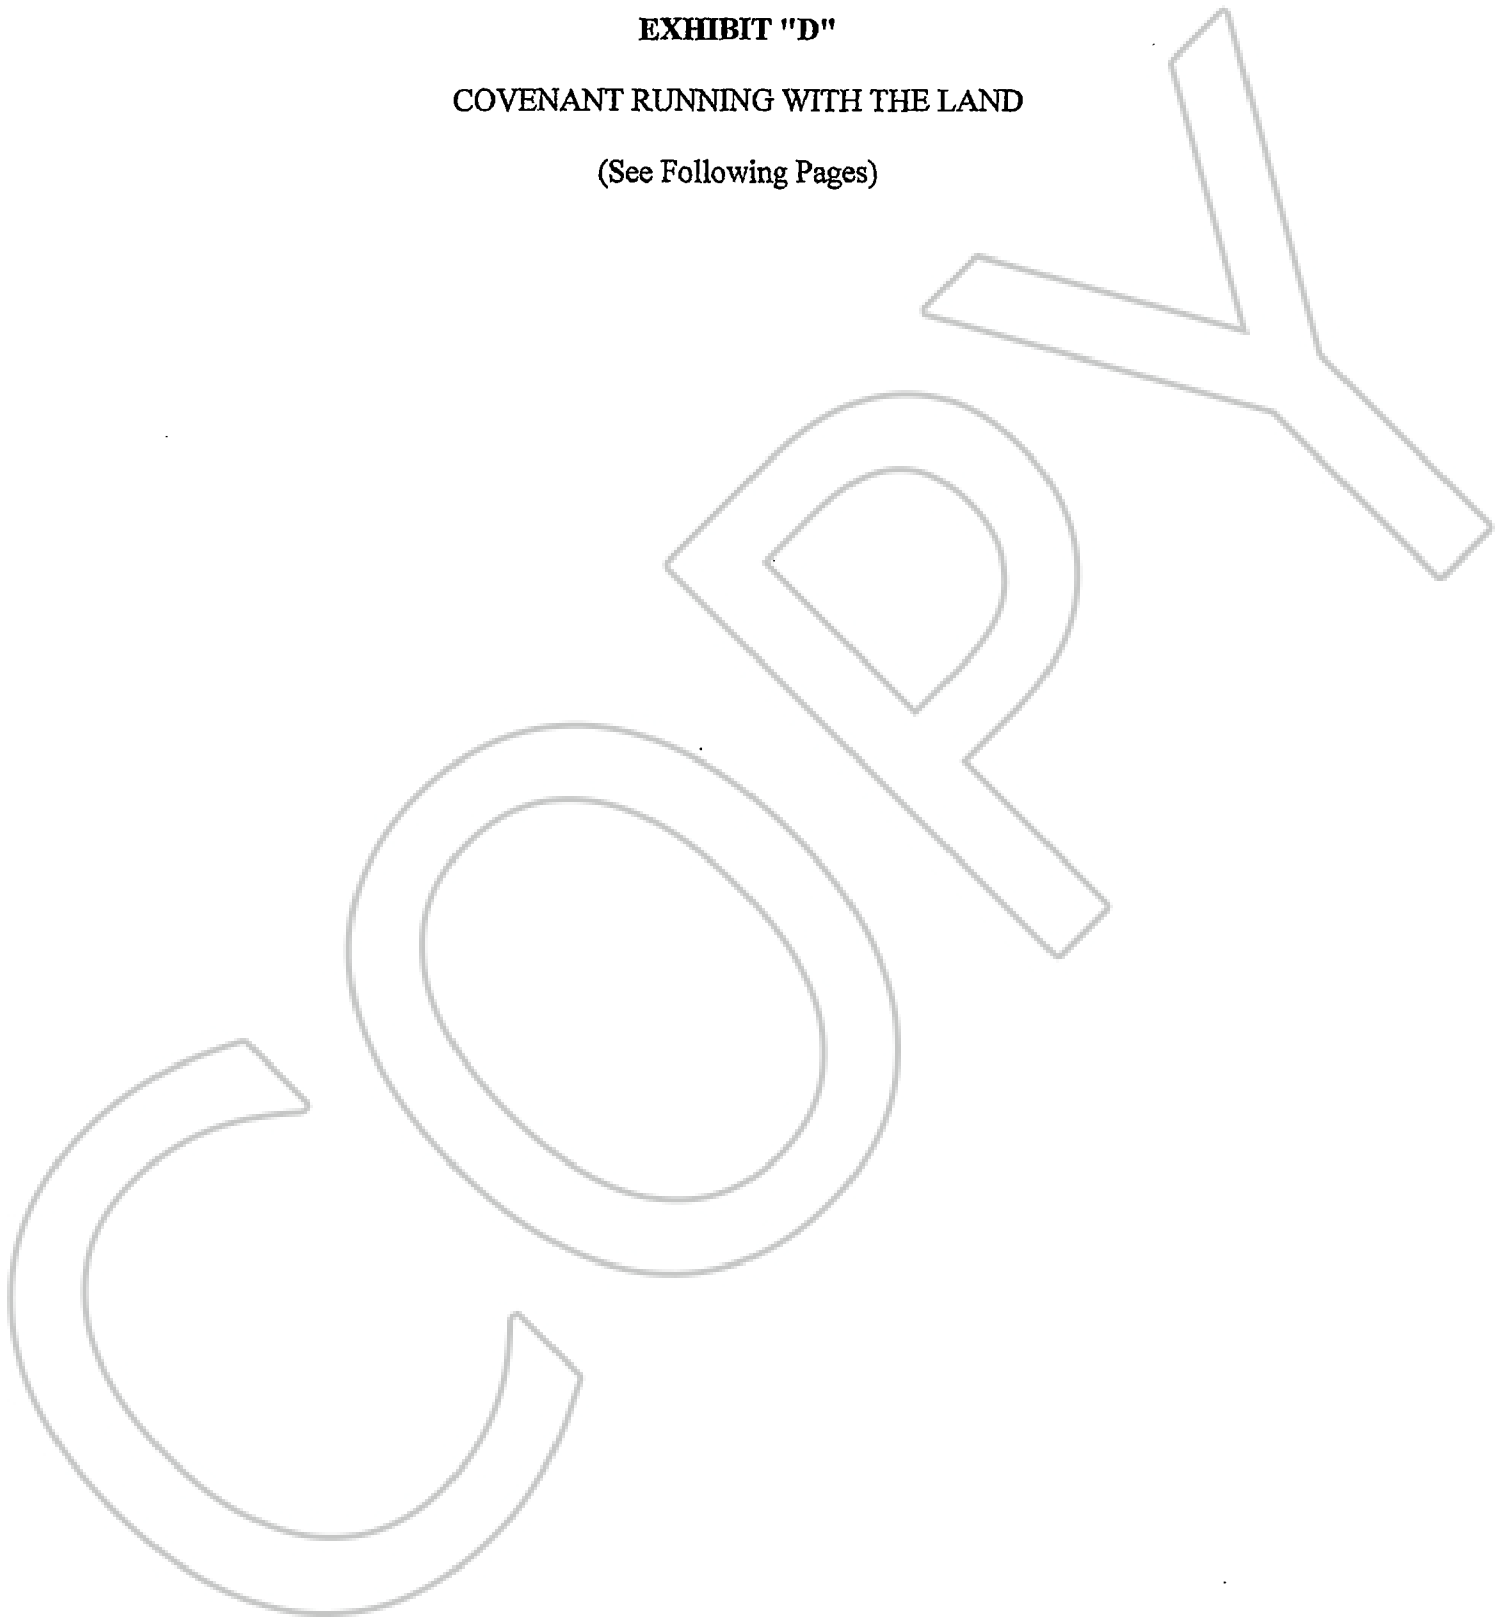 EXHIBIT "D"
COVENANT RUNNING WITH THE LAND
(See Following Pages)
COPY